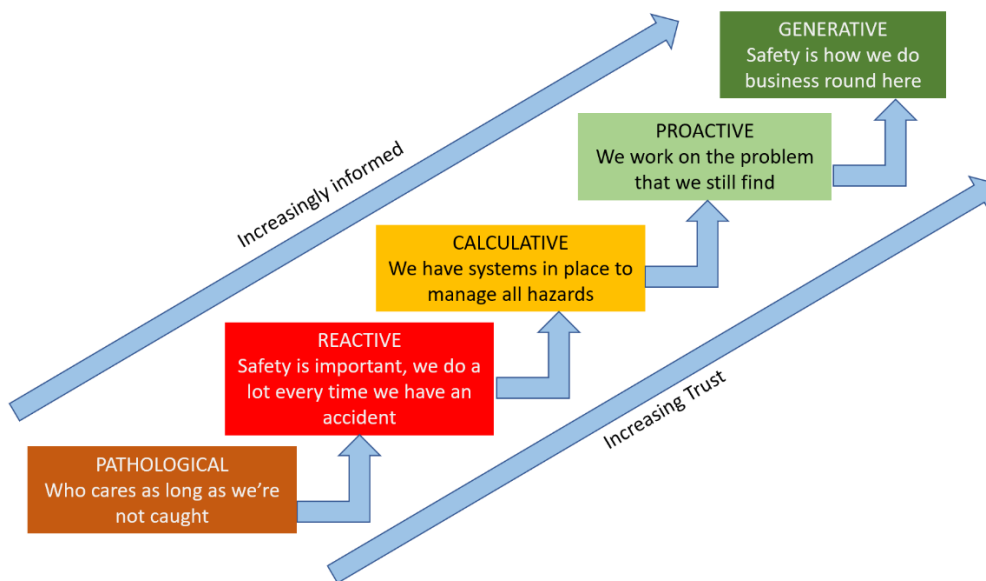 GENERATIVE
Safety is how we do
business round here
PROACTIVE
We work on the problem
that we still find
Increasingly informed
CALCULATIVE
We have systems in place to
manage all hazards
REACTIVE
Safety is important, we do a
lot every time we have an
accident
Increasing Trust
PATHOLOGICAL
Who cares as long as we’re
not caught